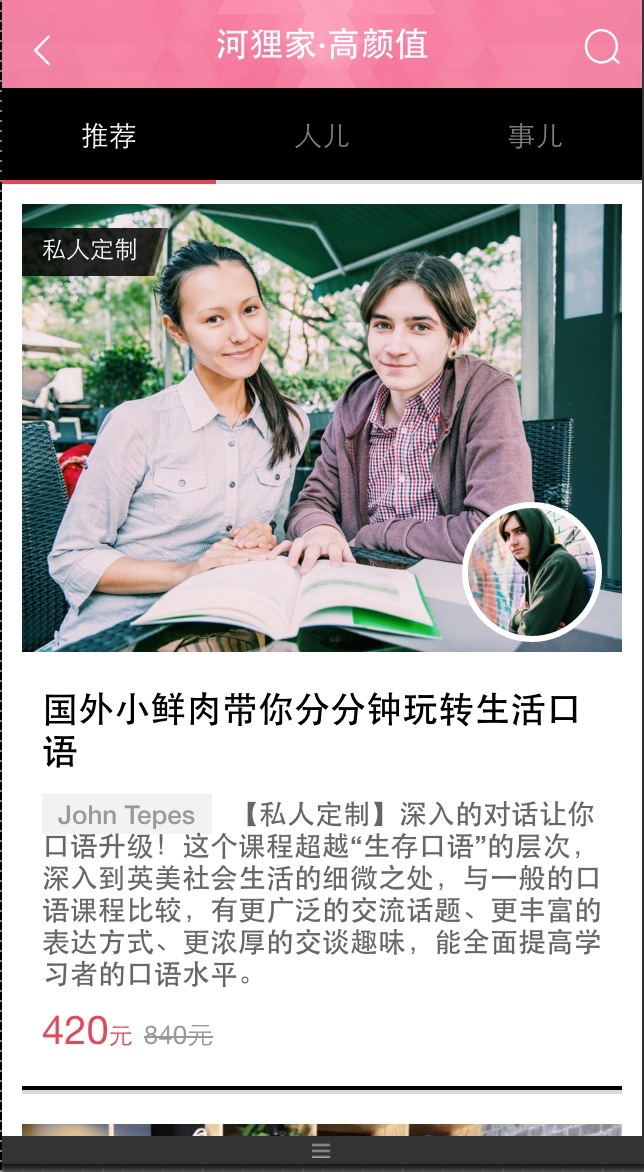 河狸家·高颜值
推荐 人儿 事儿
私人定制
国外小鲜肉带你分分钟玩转生活口
语
John Tepes 【私人定制】深入的对话让你
口语升级！这个课程超越“生存口语”的层次，
深入到英美社会生活的细微之处，与一般的口
语课程比较，有更广泛的交流话题、更丰富的
表达方式、更浓厚的交谈趣味，能全面提高学
习者的口语水平。
420元 840元